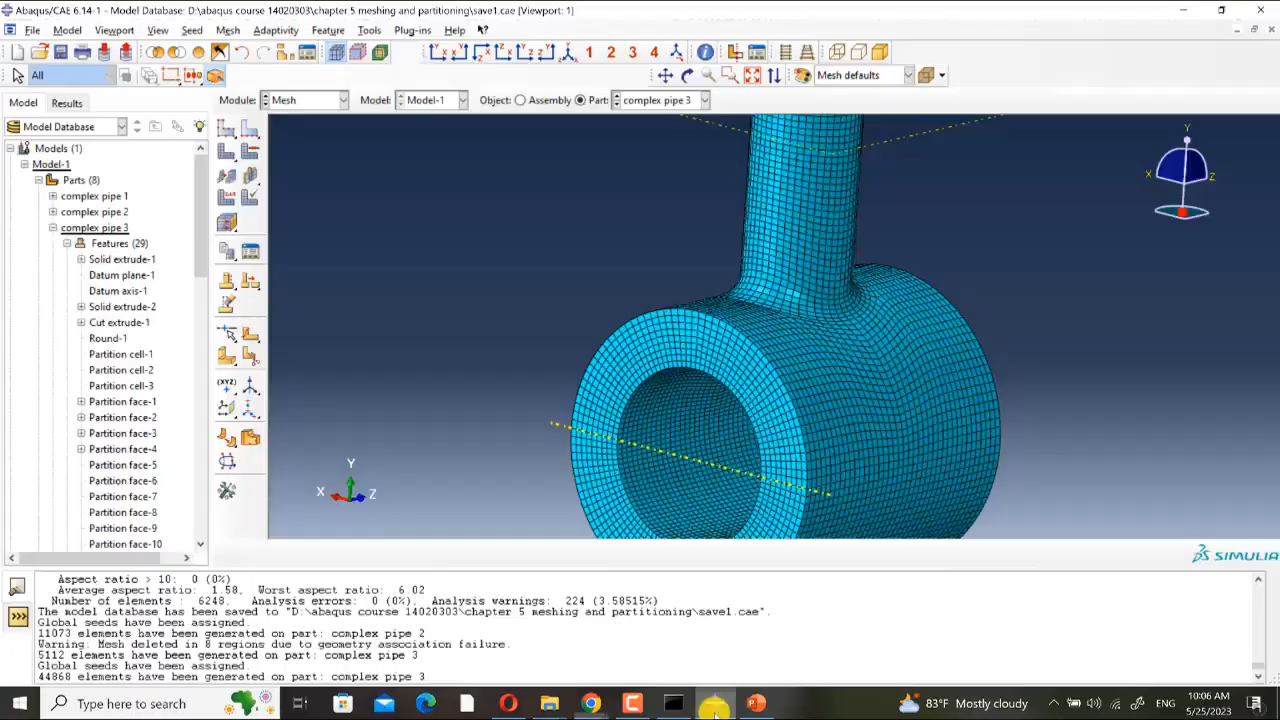 Abaqus/CAE 6.14-1 - Model Database: D:\abaqus course 14020303\chapter 5 meshing and partitioning\save1.cae [Viewport: 1]
File Model Viewport View Seed Mesh Adaptivity Feature Tools Plug-ins Help
1 2 3 4
All
Mesh defaults
Model Results
Module: Mesh Model: Model-1 Object: Assembly Part: complex pipe 3
Model Database
Models (1)
Model-1
Parts (8)
complex pipe 1
complex pipe 2
complex pipe 3
Features (29)
Solid extrude-1
Datum plane-1
Datum axis-1
Solid extrude-2
Cut extrude-1
Round-1
Partition cell-1
Partition cell-2
Partition cell-3
Partition face-1
Partition face-2
Partition face-3
Partition face-4
Partition face-5
Partition face-6
Partition face-7
Partition face-8
Partition face-9
Partition face-10
(XYZ)
Y
X Z
Y
X Z
SIMULIA
Aspect ratio > 10: 0 (0%)
Average aspect ratio: 1.58, Worst aspect ratio: 6.02
Number of elements : 6248, Analysis errors: 0 (0%), Analysis warnings: 224 (3.58515%)
The model database has been saved to "D:\abaqus course 14020303\chapter 5 meshing and partitioning\save1.cae".
Global seeds have been assigned.
11073 elements have been generated on part: complex pipe 2
Warning: Mesh deleted in 8 regions due to geometry association failure.
5112 elements have been generated on part: complex pipe 3
Global seeds have been assigned.
44868 elements have been generated on part: complex pipe 3
Type here to search
83°F Mostly cloudy
ENG
10:06 AM
5/25/2023